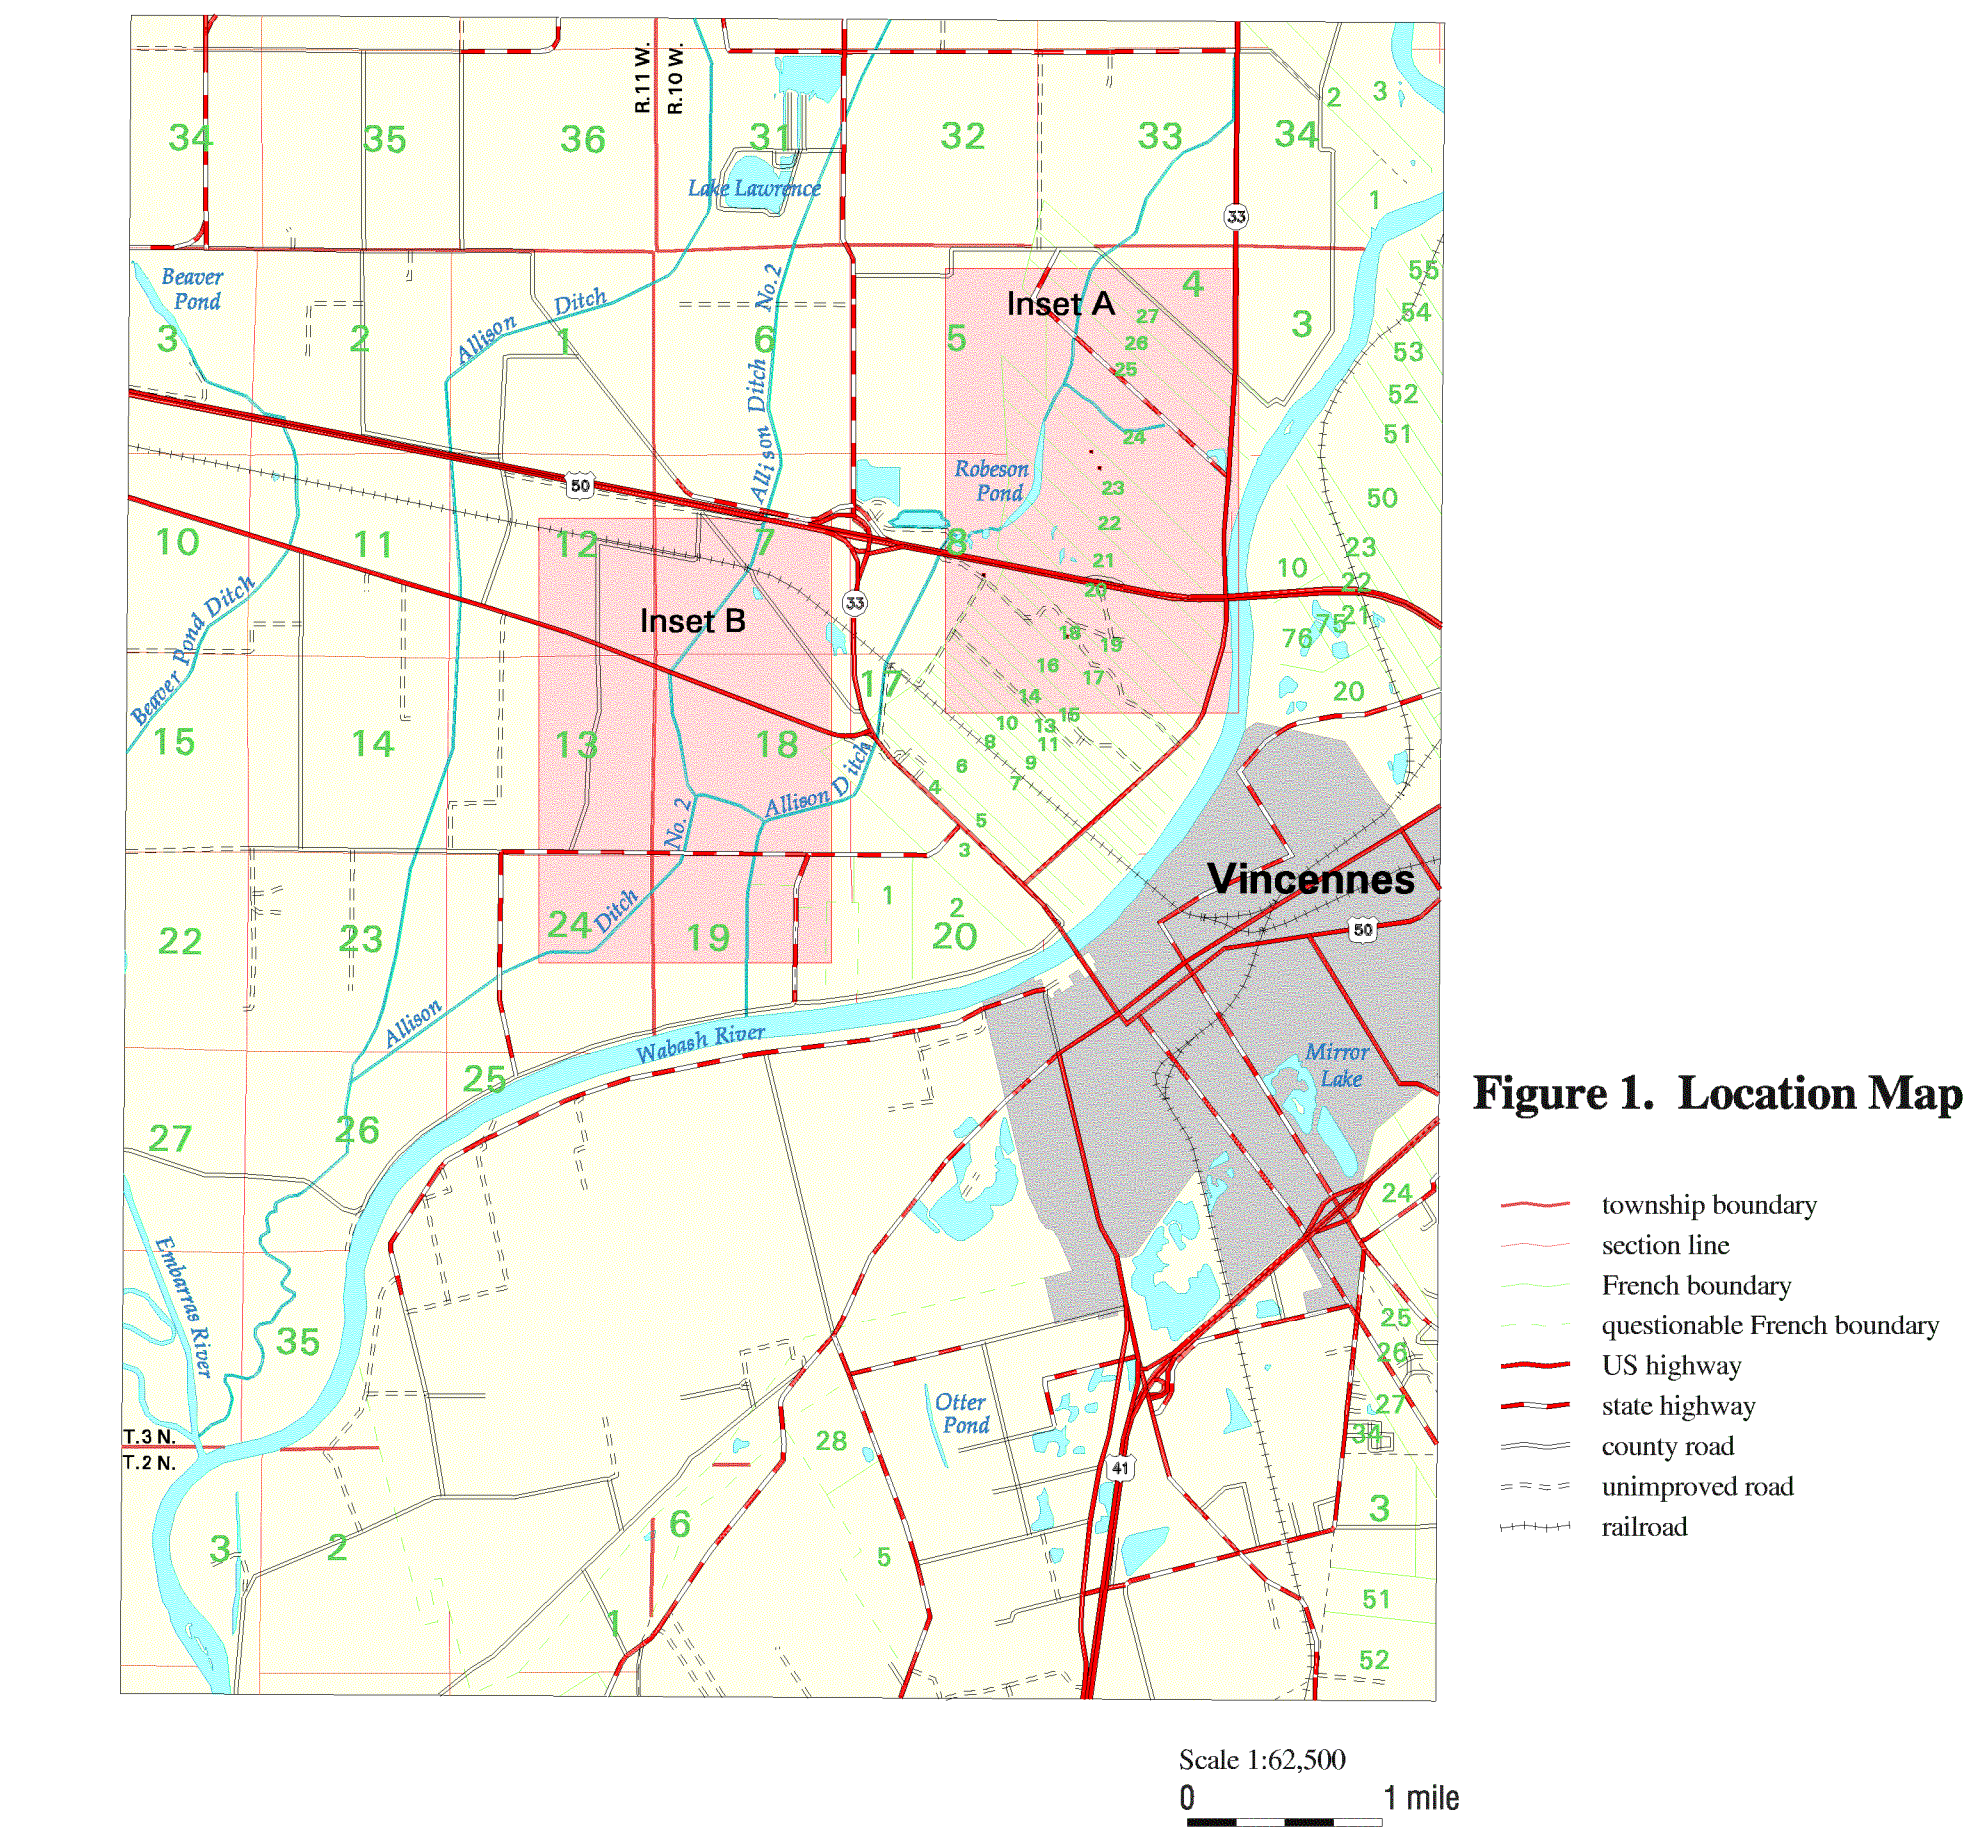 R.11 W.
R.10 W.
34
35
36
31
32
33
34
2
3
1
Lake Lawrence
33
Beaver
Pond
3
2
Allison
Ditch
1
6
Allison Ditch No. 2
5
Inset A
4
27
26
25
24
3
55
54
53
52
51
50
Robeson
Pond
23
22
21
20
50
10
11
12
7
8
10
23
22
21
75
76
20
Beaver Pond Ditch
Inset B
33
18
19
16
17
14
15
10
13
11
8
9
6
7
4
5
3
17
15
14
13
18
Allison Ditch
No. 2
Ditch
Allison
22
23
24
19
1
2
20
Vincennes
50
Wabash River
25
26
27
Mirror
Lake
24
25
26
27
34
Embarras River
35
T.3 N.
T.2 N.
Otter
Pond
28
41
3
2
6
1
5
3
51
52
Figure 1. Location Map
township boundary
section line
French boundary
questionable French boundary
US highway
state highway
county road
unimproved road
railroad
Scale 1:62,500
0
1 mile